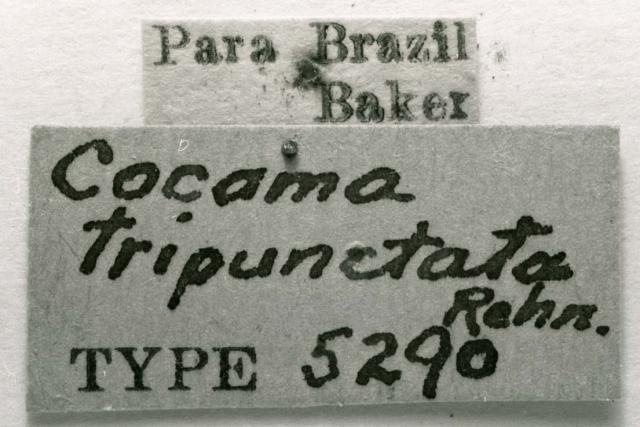 Para Brazil
Baker
Cocama
tripunctata
Rehn.
TYPE 5290